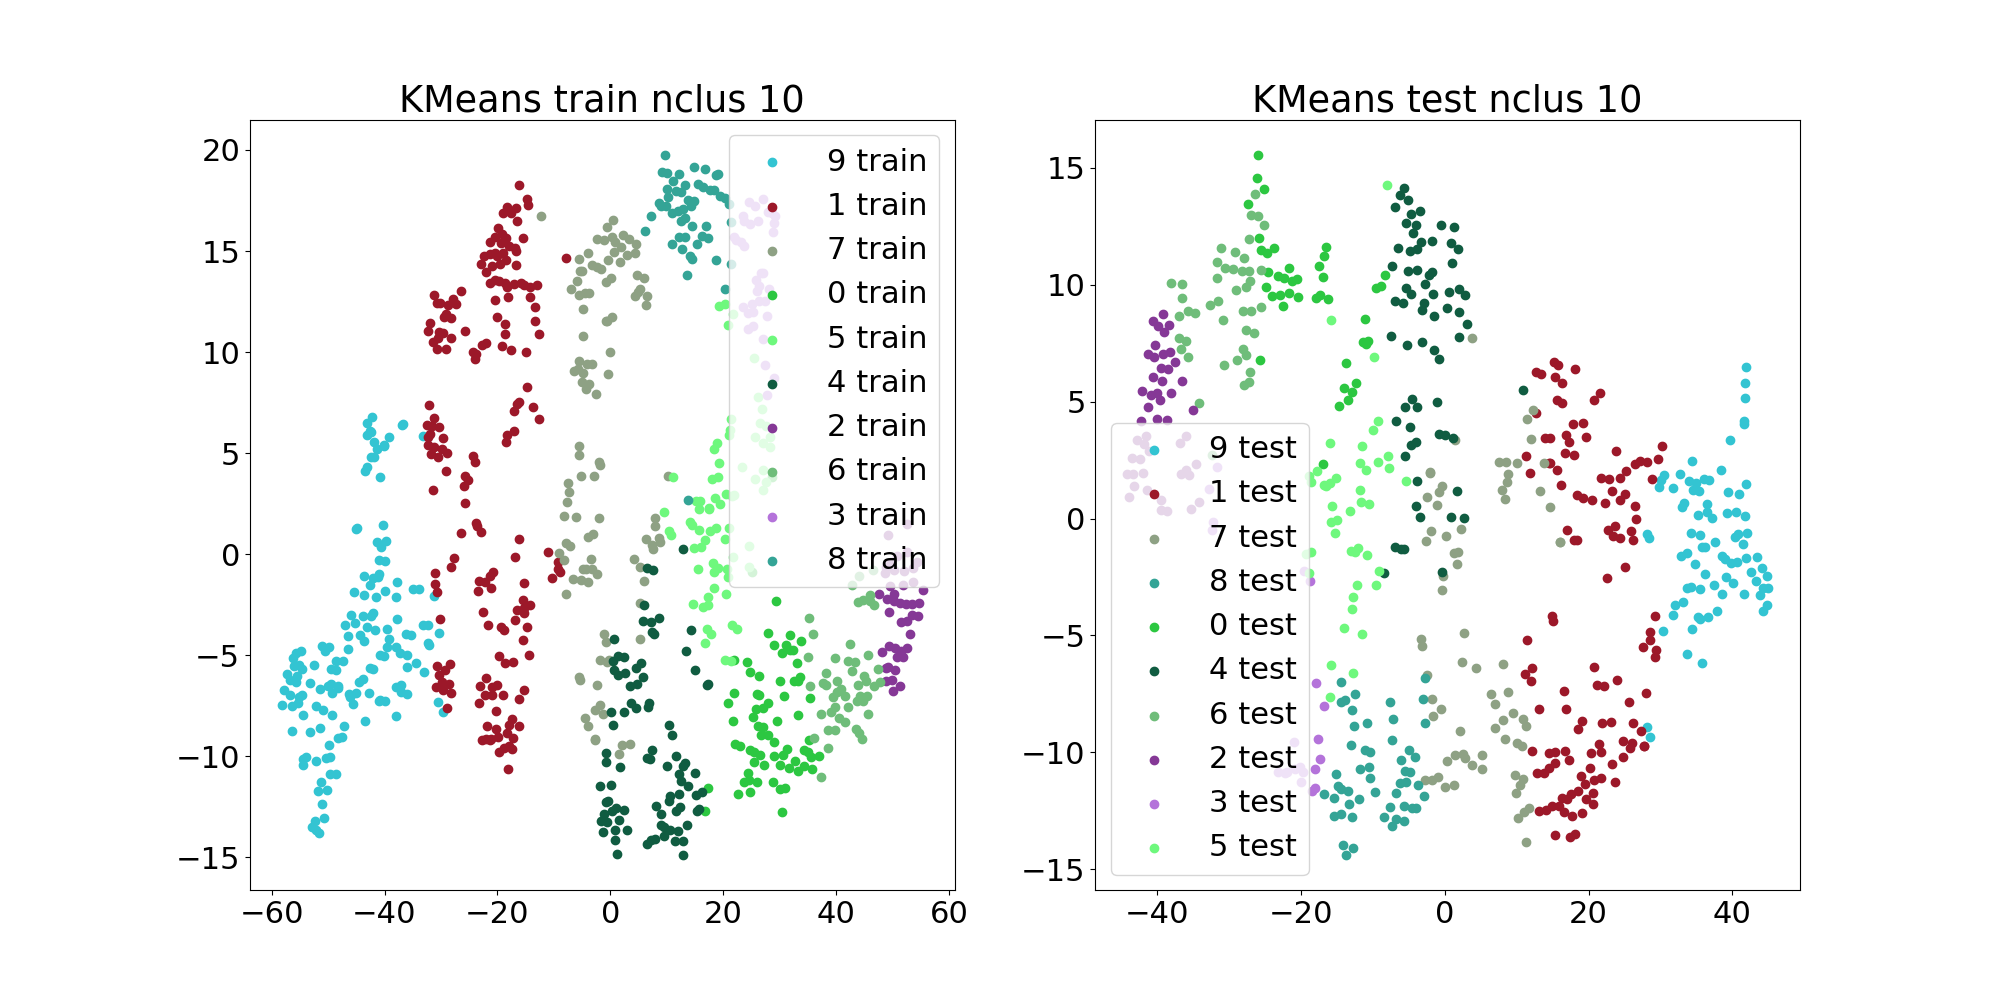 KMeans train nclus 10
20
15
10
5
0
−5
−10
−15
−60
−40
−20
0
20
40
60
9 train
1 train
7 train
0 train
5 train
4 train
2 train
6 train
3 train
8 train
KMeans test nclus 10
15
10
5
0
−5
−10
−15
−40
−20
0
20
40
9 test
1 test
7 test
8 test
0 test
4 test
6 test
2 test
3 test
5 test